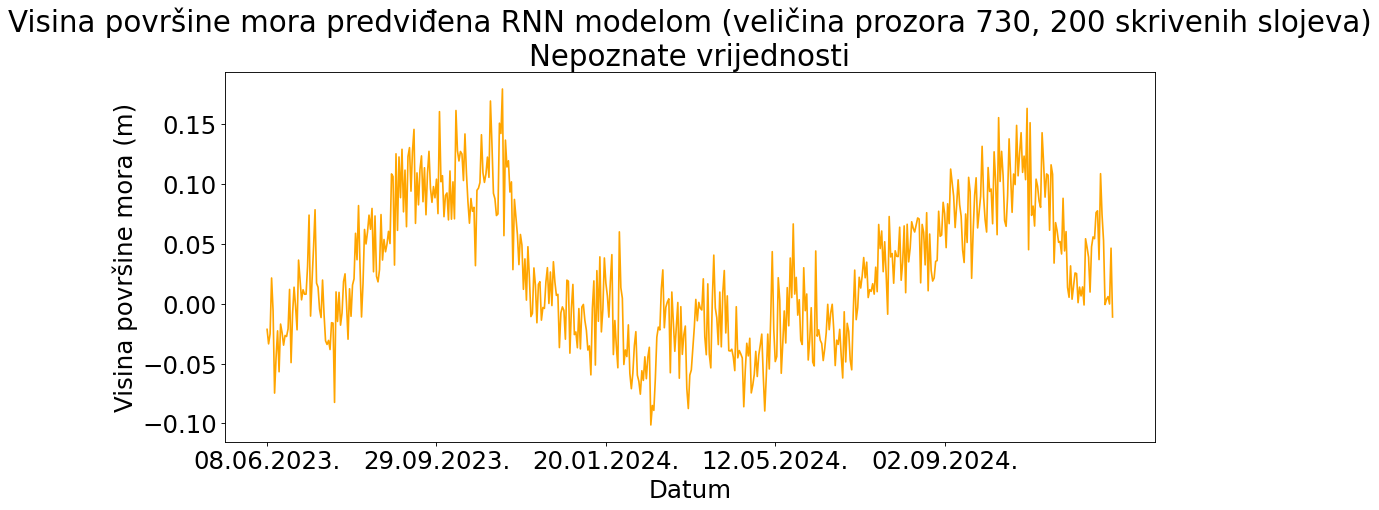 Visina površine mora predviđena RNN modelom (veličina prozora 730, 200 skrivenih slojeva)
Nepoznate vrijednosti
Visina površine mora (m)
0.15
0.10
0.05
0.00
−0.05
−0.10
08.06.2023. 29.09.2023. 20.01.2024. 12.05.2024. 02.09.2024.
Datum